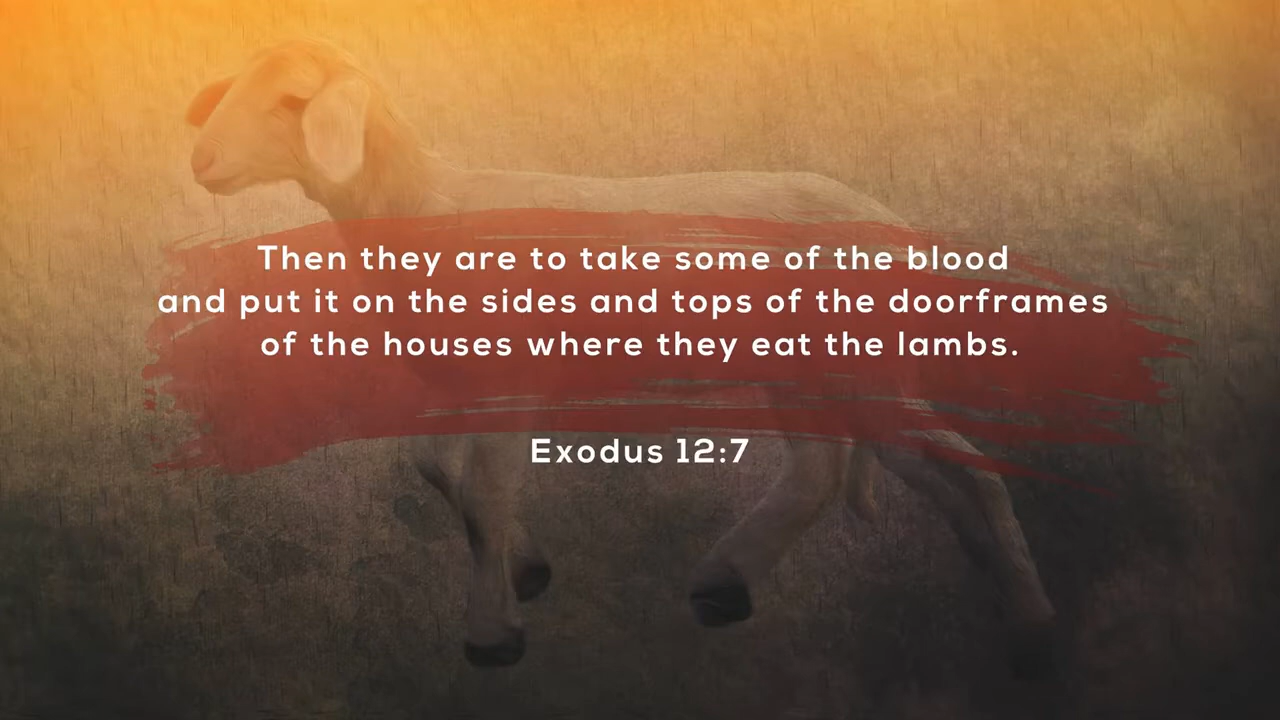 Then they are to take some of the blood
and put it on the sides and tops of the doorframes
of the houses where they eat the lambs.
Exodus 12:7